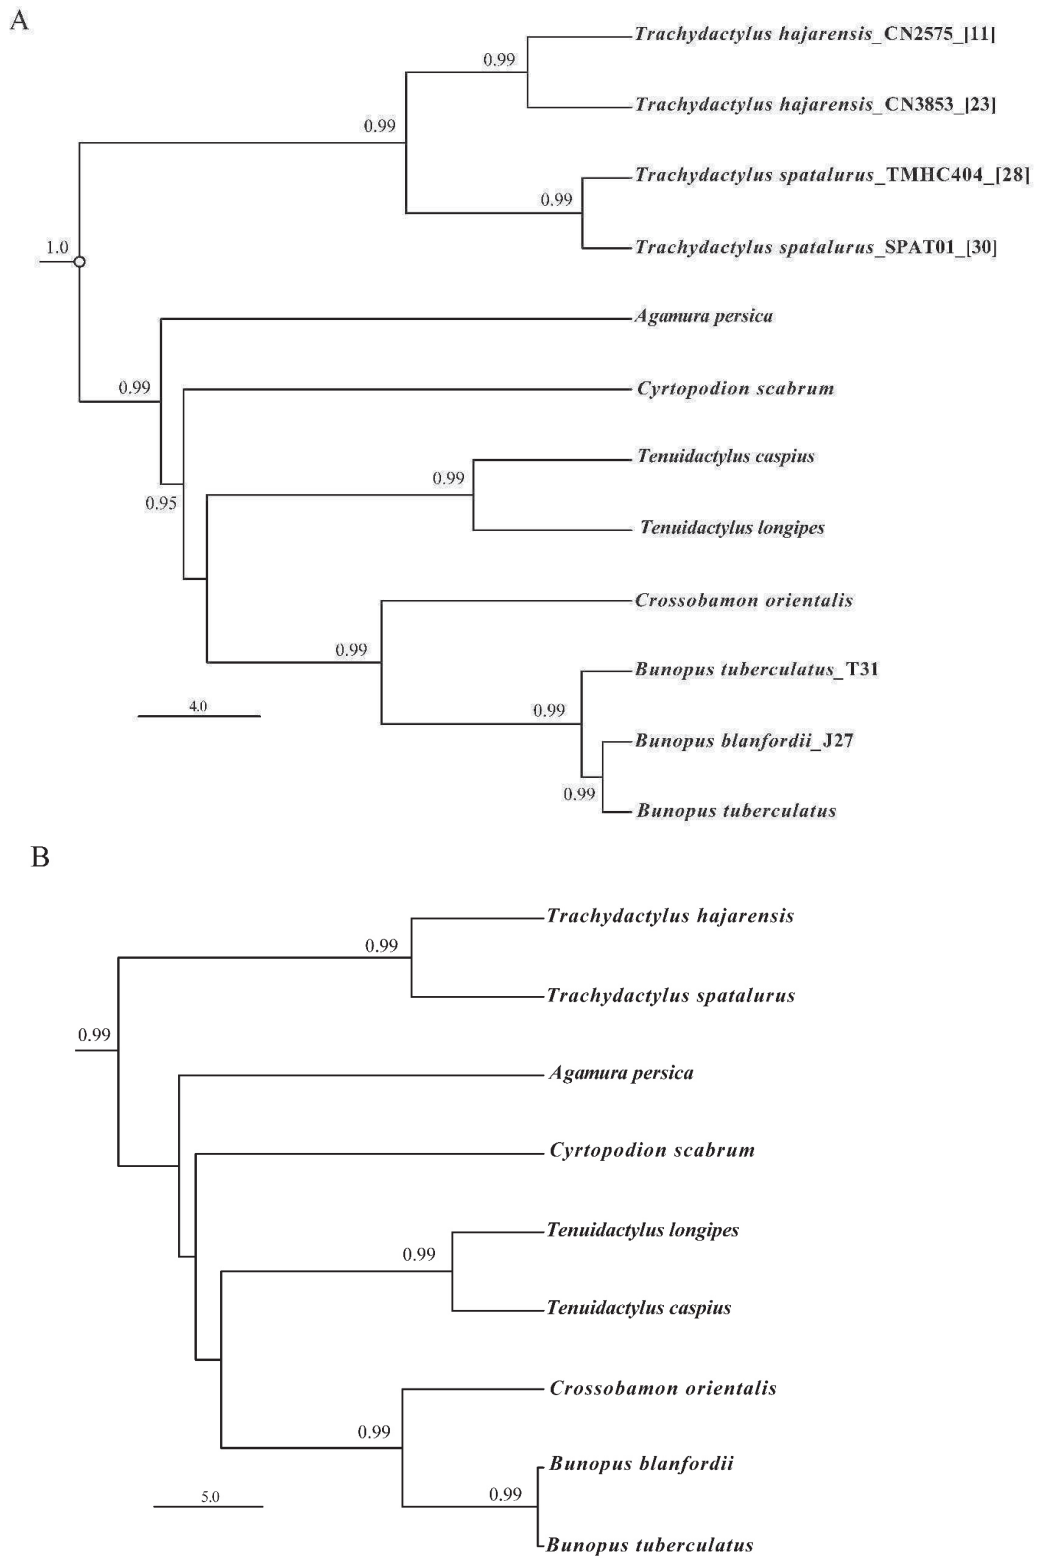 A
Trachydactylus hajarensis_CN2575_[11]
0.99
Trachydactylus hajarensis_CN3853_[23]
0.99
Trachydactylus spatalurus_TMHC404_[28]
0.99
Trachydactylus spatalurus_SPAT01_[30]
1.0
Agamura persica
0.99
Cyrtopodion scabrum
Tenuidactylus caspius
0.99
0.95
Tenuidactylus longipes
Crossobamon orientalis
0.99
Bunopus tuberculatus_T31
4.0
0.99
Bunopus blanfordii_J27
0.99
Bunopus tuberculatus
B
Trachydactylus hajarensis
0.99
Trachydactylus spatalurus
0.99
Agamura persica
Cyrtopodion scabrum
Tenuidactylus longipes
0.99
Tenuidactylus caspius
Crossobamon orientalis
0.99
Bunopus blanfordii
5.0
0.99
Bunopus tuberculatus